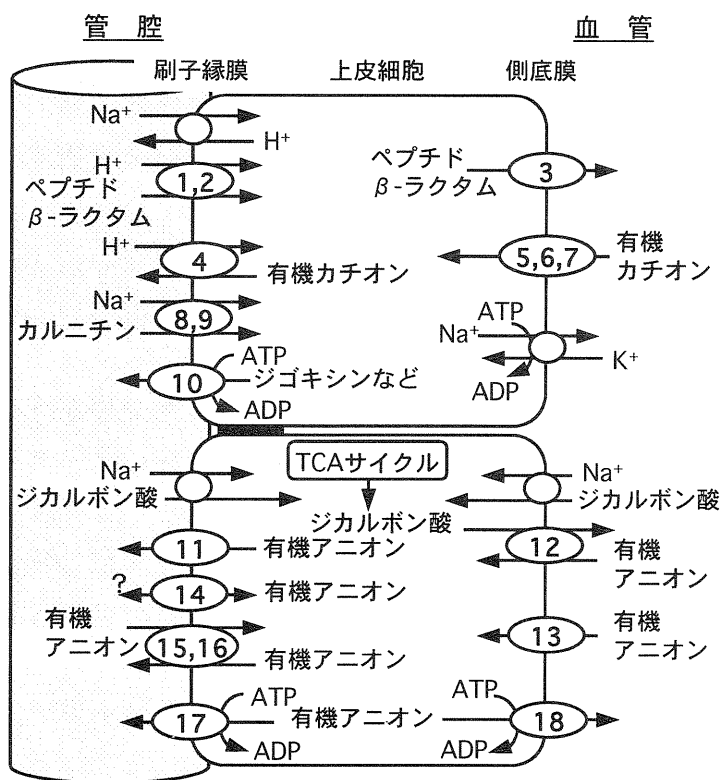 管 腔
血 管
刷子縁膜
上皮細胞
側底膜
Na⁺
H⁺
H⁺
1,2
ペプチド
β-ラクタム
ペプチド
β-ラクタム
3
H⁺
4
有機カチオン
5,6,7
有機
カチオン
Na⁺
カルニチン
8,9
ATP
Na⁺
K⁺
ADP
10
ATP
ジゴキシンなど
ADP
TCAサイクル
Na⁺
ジカルボン酸
Na⁺
ジカルボン酸
ジカルボン酸
11
有機アニオン
12
有機
アニオン
?
14
有機アニオン
有機
アニオン
15,16
有機アニオン
13
有機
アニオン
17
ATP
ADP
有機アニオン
ATP
ADP
18